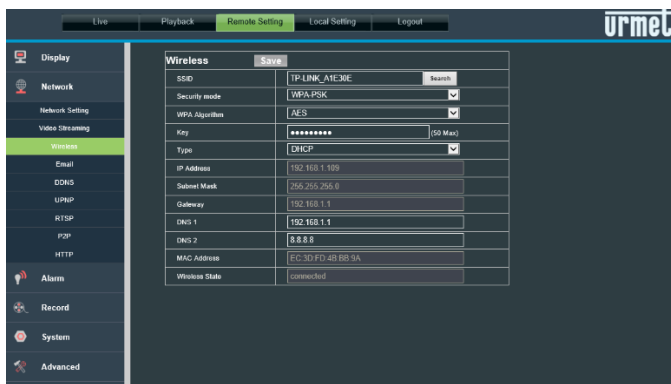 Live Playback Remote Setting Local Setting Logout
urmet
Display
Network
Network Setting
Video Streaming
Wireless
Email
DDNS
UPNP
RTSP
P2P
HTTP
Alarm
Record
System
Advanced
Wireless Save
SSID TP-LINK_A1E30E Search
Security mode WPA-PSK
WPA Algorithm AES
Key ●●●●●●●●● (50 Max)
Type DHCP
IP Address 192.168.1.109
Subnet Mask 255.255.255.0
Gateway 192.168.1.1
DNS 1 192.168.1.1
DNS 2 8.8.8.8
MAC Address EC:3D:FD:4B:BB:9A
Wireless State connected